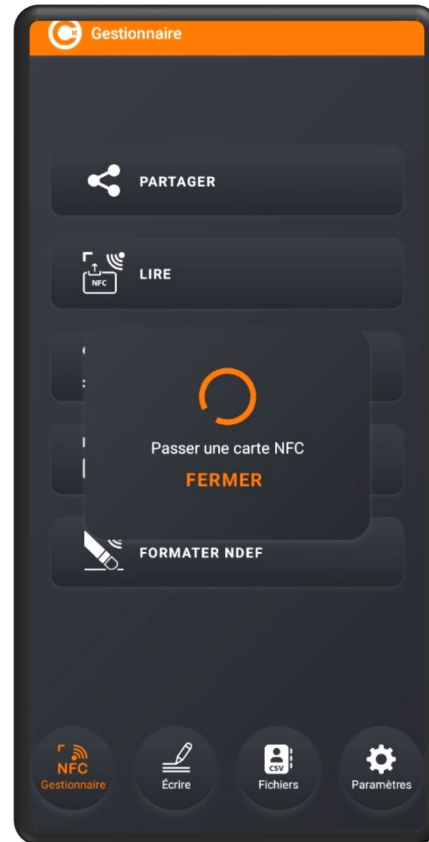 Gestionnaire
PARTAGER
NFC
LIRE
Passer une carte NFC
FERMER
FORMATER NDEF
NFC
Gestionnaire
Écrire
CSV
Fichiers
Paramètres